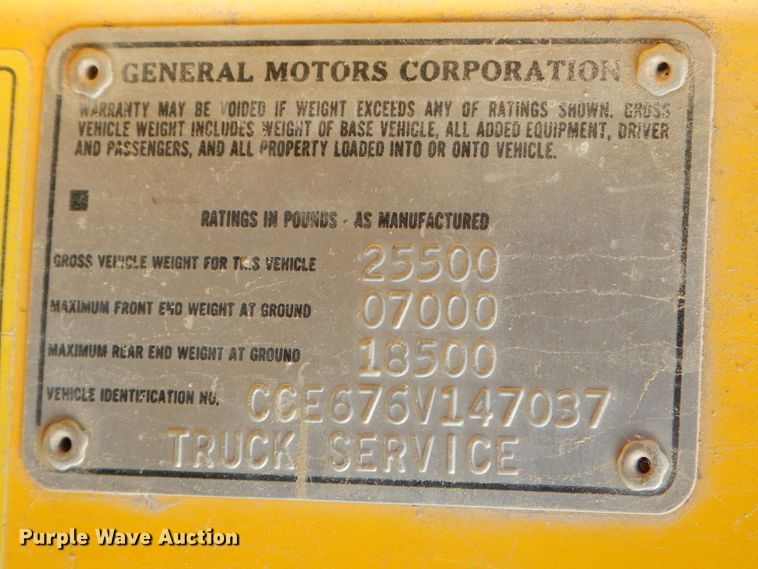 GENERAL MOTORS CORPORATION
WARRANTY MAY BE VOIDED IF WEIGHT EXCEEDS ANY OF RATINGS SHOWN. GROSS
VEHICLE WEIGHT INCLUDES WEIGHT OF BASE VEHICLE, ALL ADDED EQUIPMENT, DRIVER
AND PASSENGERS, AND ALL PROPERTY LOADED INTO OR ONTO VEHICLE.
RATINGS IN POUNDS - AS MANUFACTURED
GROSS VEHICLE WEIGHT FOR THIS VEHICLE 25500
MAXIMUM FRONT END WEIGHT AT GROUND 07000
MAXIMUM REAR END WEIGHT AT GROUND 18500
VEHICLE IDENTIFICATION NO. CCE676V147037
TRUCK SERVICE
Purple Wave Auction